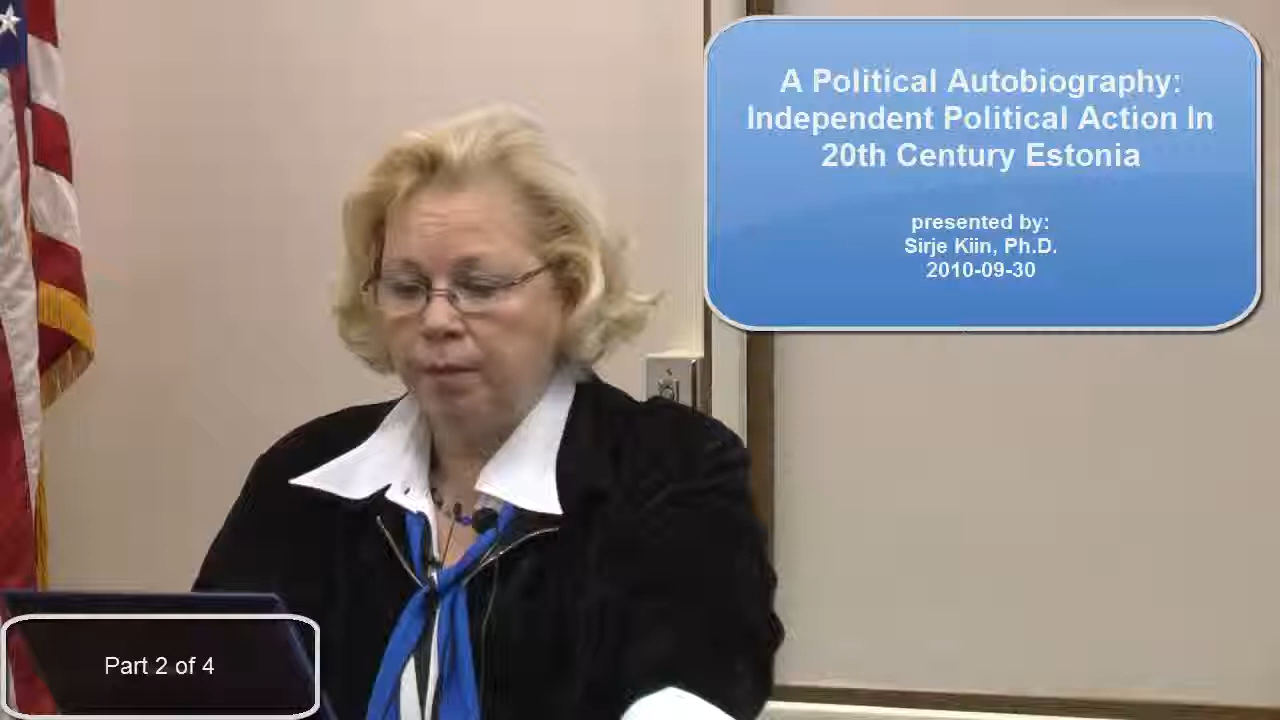 A Political Autobiography:
Independent Political Action In
20th Century Estonia
presented by:
Sirje Kiin, Ph.D.
2010-09-30
Part 2 of 4